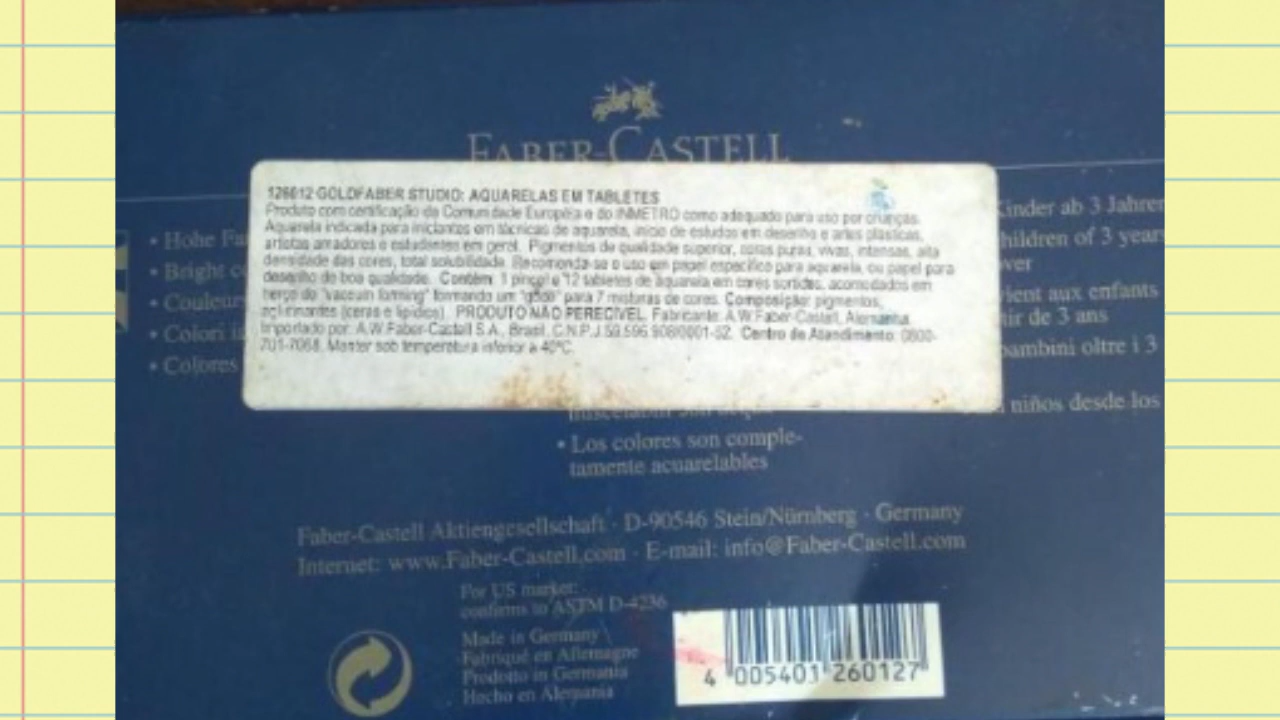 FABER-CASTELL
126012 GOLDFABER STUDIO: AQUARELAS EM TABLETES
Produto com certificação da Comunidade Européia e do INMETRO como adequado para uso por crianças.
Aquarela indicada para iniciantes em técnicas de aquarela, início de estudos em desenho e artes plásticas,
artistas amadores e estudantes em geral. Pigmentos de qualidade superior, cores puras, vivas, intensas, alta
densidade das cores, total solubilidade. Recomenda-se o uso em papel específico para aquarela, ou papel para
desenho de boa qualidade. Contém: 1 pincel e 12 tabletes de aquarela em cores sortidas, acomodados em
berço de "vaccum forming" formando um "godê" para 7 misturas de cores. Composição: pigmentos,
aglutinantes (ceras e lipídios). PRODUTO NÃO PERECÍVEL. Fabricante: A.W.Faber-Castell, Alemanha.
Importado por: A.W.Faber-Castell S.A., Brasil, C.N.P.J 59.596.908/0001-52. Centro de Atendimento: 0800-
701-7068. Manter sob temperatura inferior a 40°C.
• Hohe
• Bright
• Couleurs
• Colori
• Colores
Kinder ab 3 Jahren
children of 3 years
over
aux enfants
de 3 ans
bambini oltre i 3
niños desde los
• Los colores son comple-
tamente acuarelables
Faber-Castell Aktiengesellschaft · D-90546 Stein/Nürnberg · Germany
Internet: www.Faber-Castell.com · E-mail: info@Faber-Castell.com
For US market:
confirms to ASTM D-4236
Made in Germany
Fabriqué en Allemagne
Prodotto in Germania
Hecho en Alemania
4 005401 260127